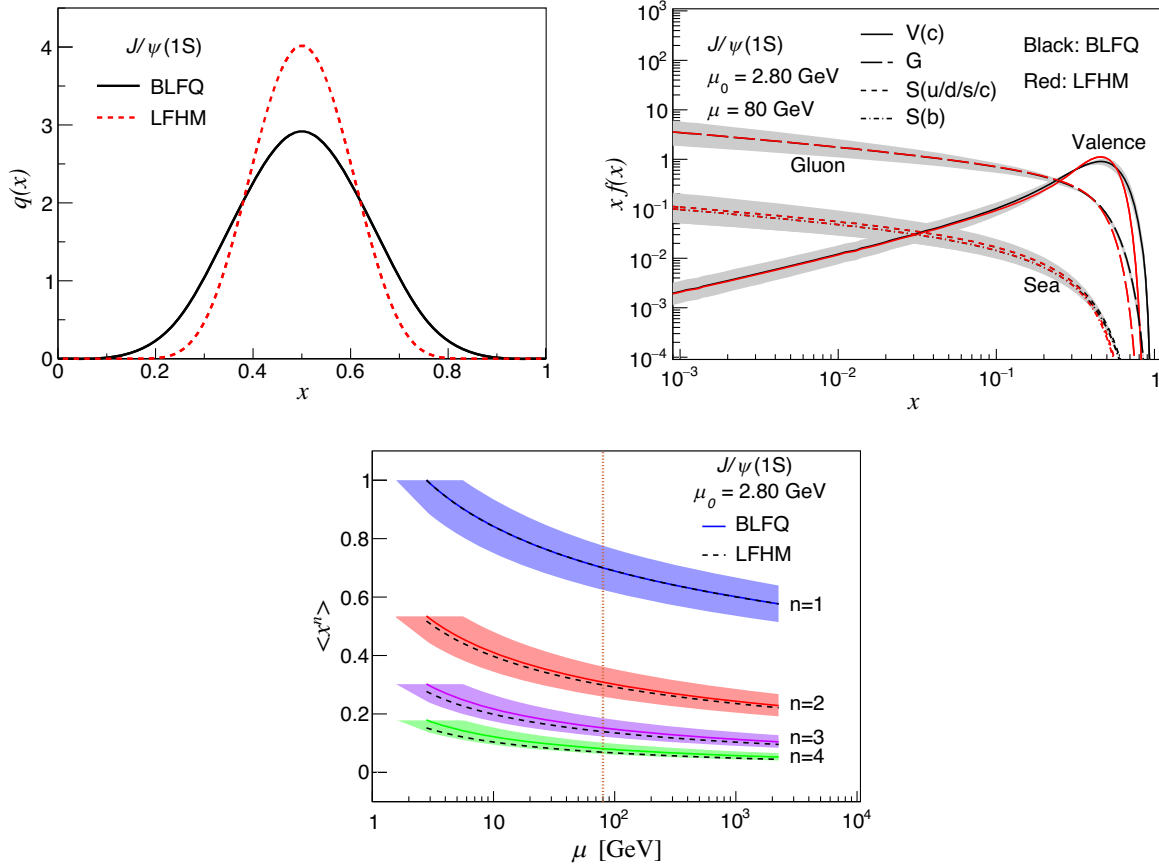 J/ψ(1S)
BLFQ
LFHM
q(x)
4
3
2
1
0
0 0.2 0.4 0.6 0.8 1
x
J/ψ(1S)
μ₀ = 2.80 GeV
μ = 80 GeV
V(c)
G
S(u/d/s/c)
S(b)
Black: BLFQ
Red: LFHM
Valence
Gluon
Sea
x f(x)
10³
10²
10
1
10⁻¹
10⁻²
10⁻³
10⁻⁴
10⁻³ 10⁻² 10⁻¹ 1
x
J/ψ(1S)
μ₀ = 2.80 GeV
BLFQ
LFHM
n=1
n=2
n=3
n=4
<xⁿ>
1
0.8
0.6
0.4
0.2
0
1 10 10² 10³ 10⁴
μ [GeV]